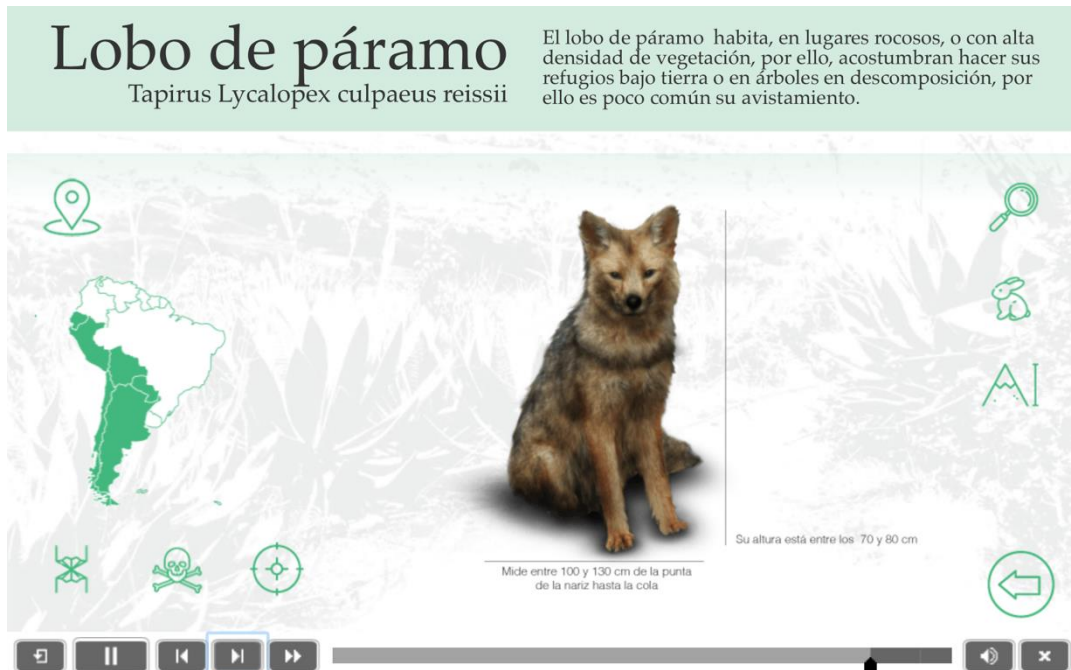 Lobo de páramo
Tapirus Lycalopex culpaeus reissii
El lobo de páramo habita, en lugares rocosos, o con alta
densidad de vegetación, por ello, acostumbran hacer sus
refugios bajo tierra o en árboles en descomposición, por
ello es poco común su avistamiento.
Su altura está entre los 70 y 80 cm
Mide entre 100 y 130 cm de la punta
de la nariz hasta la cola